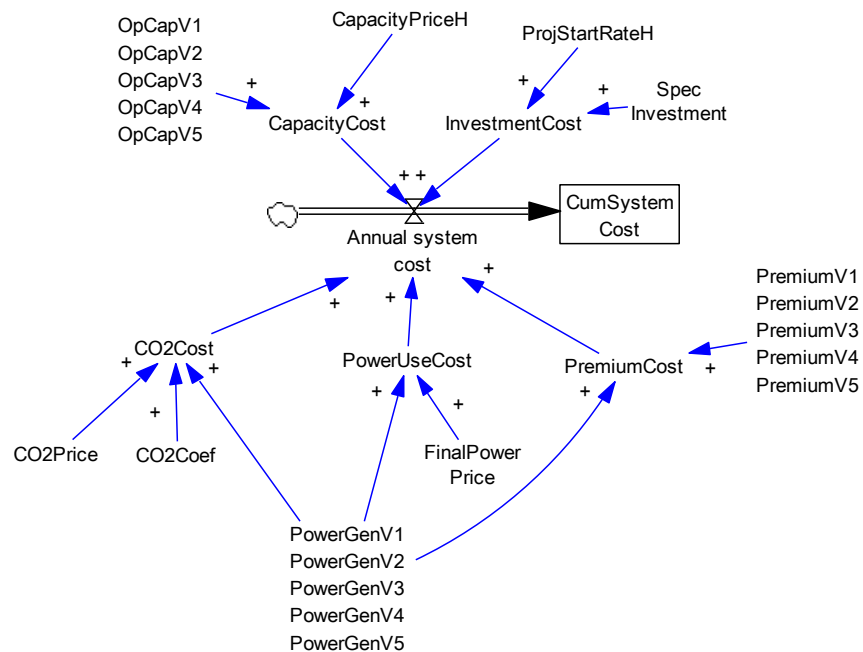 OpCapV1
OpCapV2
OpCapV3
OpCapV4
OpCapV5
+
CapacityPriceH
+
CapacityCost
ProjStartRateH
+
+
Spec
Investment
InvestmentCost
+ +
CumSystem
Cost
Annual system
cost
+
+
+
PremiumV1
PremiumV2
PremiumV3
PremiumV4
PremiumV5
+
CO2Cost
+
+
+
PowerUseCost
+
+
PremiumCost
+
CO2Price
CO2Coef
FinalPower
Price
PowerGenV1
PowerGenV2
PowerGenV3
PowerGenV4
PowerGenV5